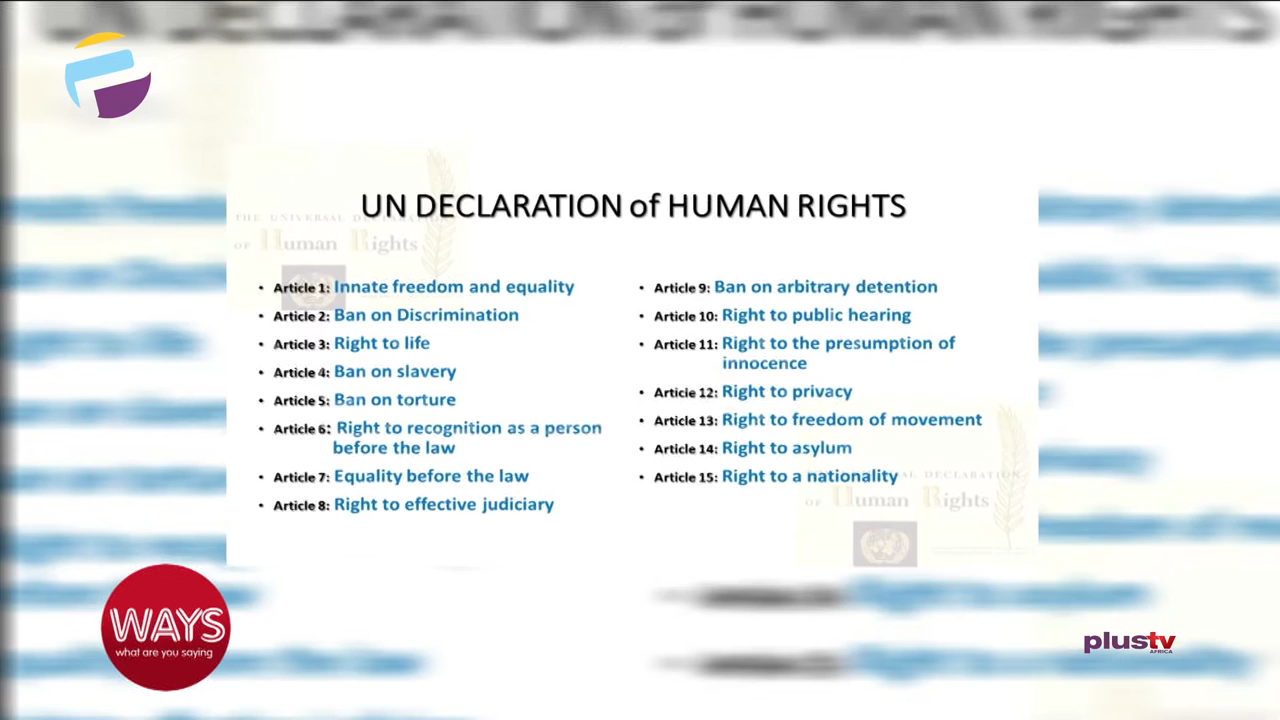 UN DECLARATION of HUMAN RIGHTS
THE UNIVERSAL DECLARATION
OF Human Rights
• Article 1: Innate freedom and equality
• Article 2: Ban on Discrimination
• Article 3: Right to life
• Article 4: Ban on slavery
• Article 5: Ban on torture
• Article 6: Right to recognition as a person
before the law
• Article 7: Equality before the law
• Article 8: Right to effective judiciary
• Article 9: Ban on arbitrary detention
• Article 10: Right to public hearing
• Article 11: Right to the presumption of
innocence
• Article 12: Right to privacy
• Article 13: Right to freedom of movement
• Article 14: Right to asylum
• Article 15: Right to a nationality
DECLARATION
OF Human Rights
WAYS
what are you saying
plustv
AFRICA